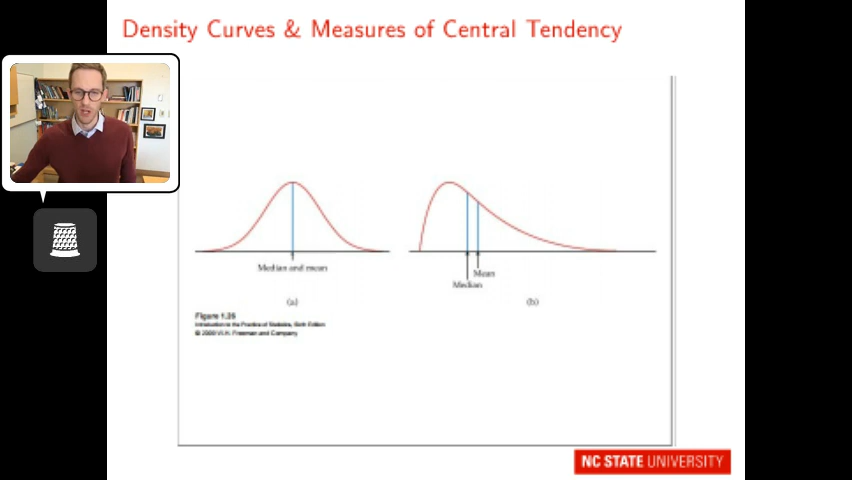 Density Curves & Measures of Central Tendency
Median and mean
Mean
Median
(a)
(b)
Figure 1.25
Introduction to the Practice of Statistics, Sixth Edition
© 2009 W.H. Freeman and Company
NC STATE UNIVERSITY